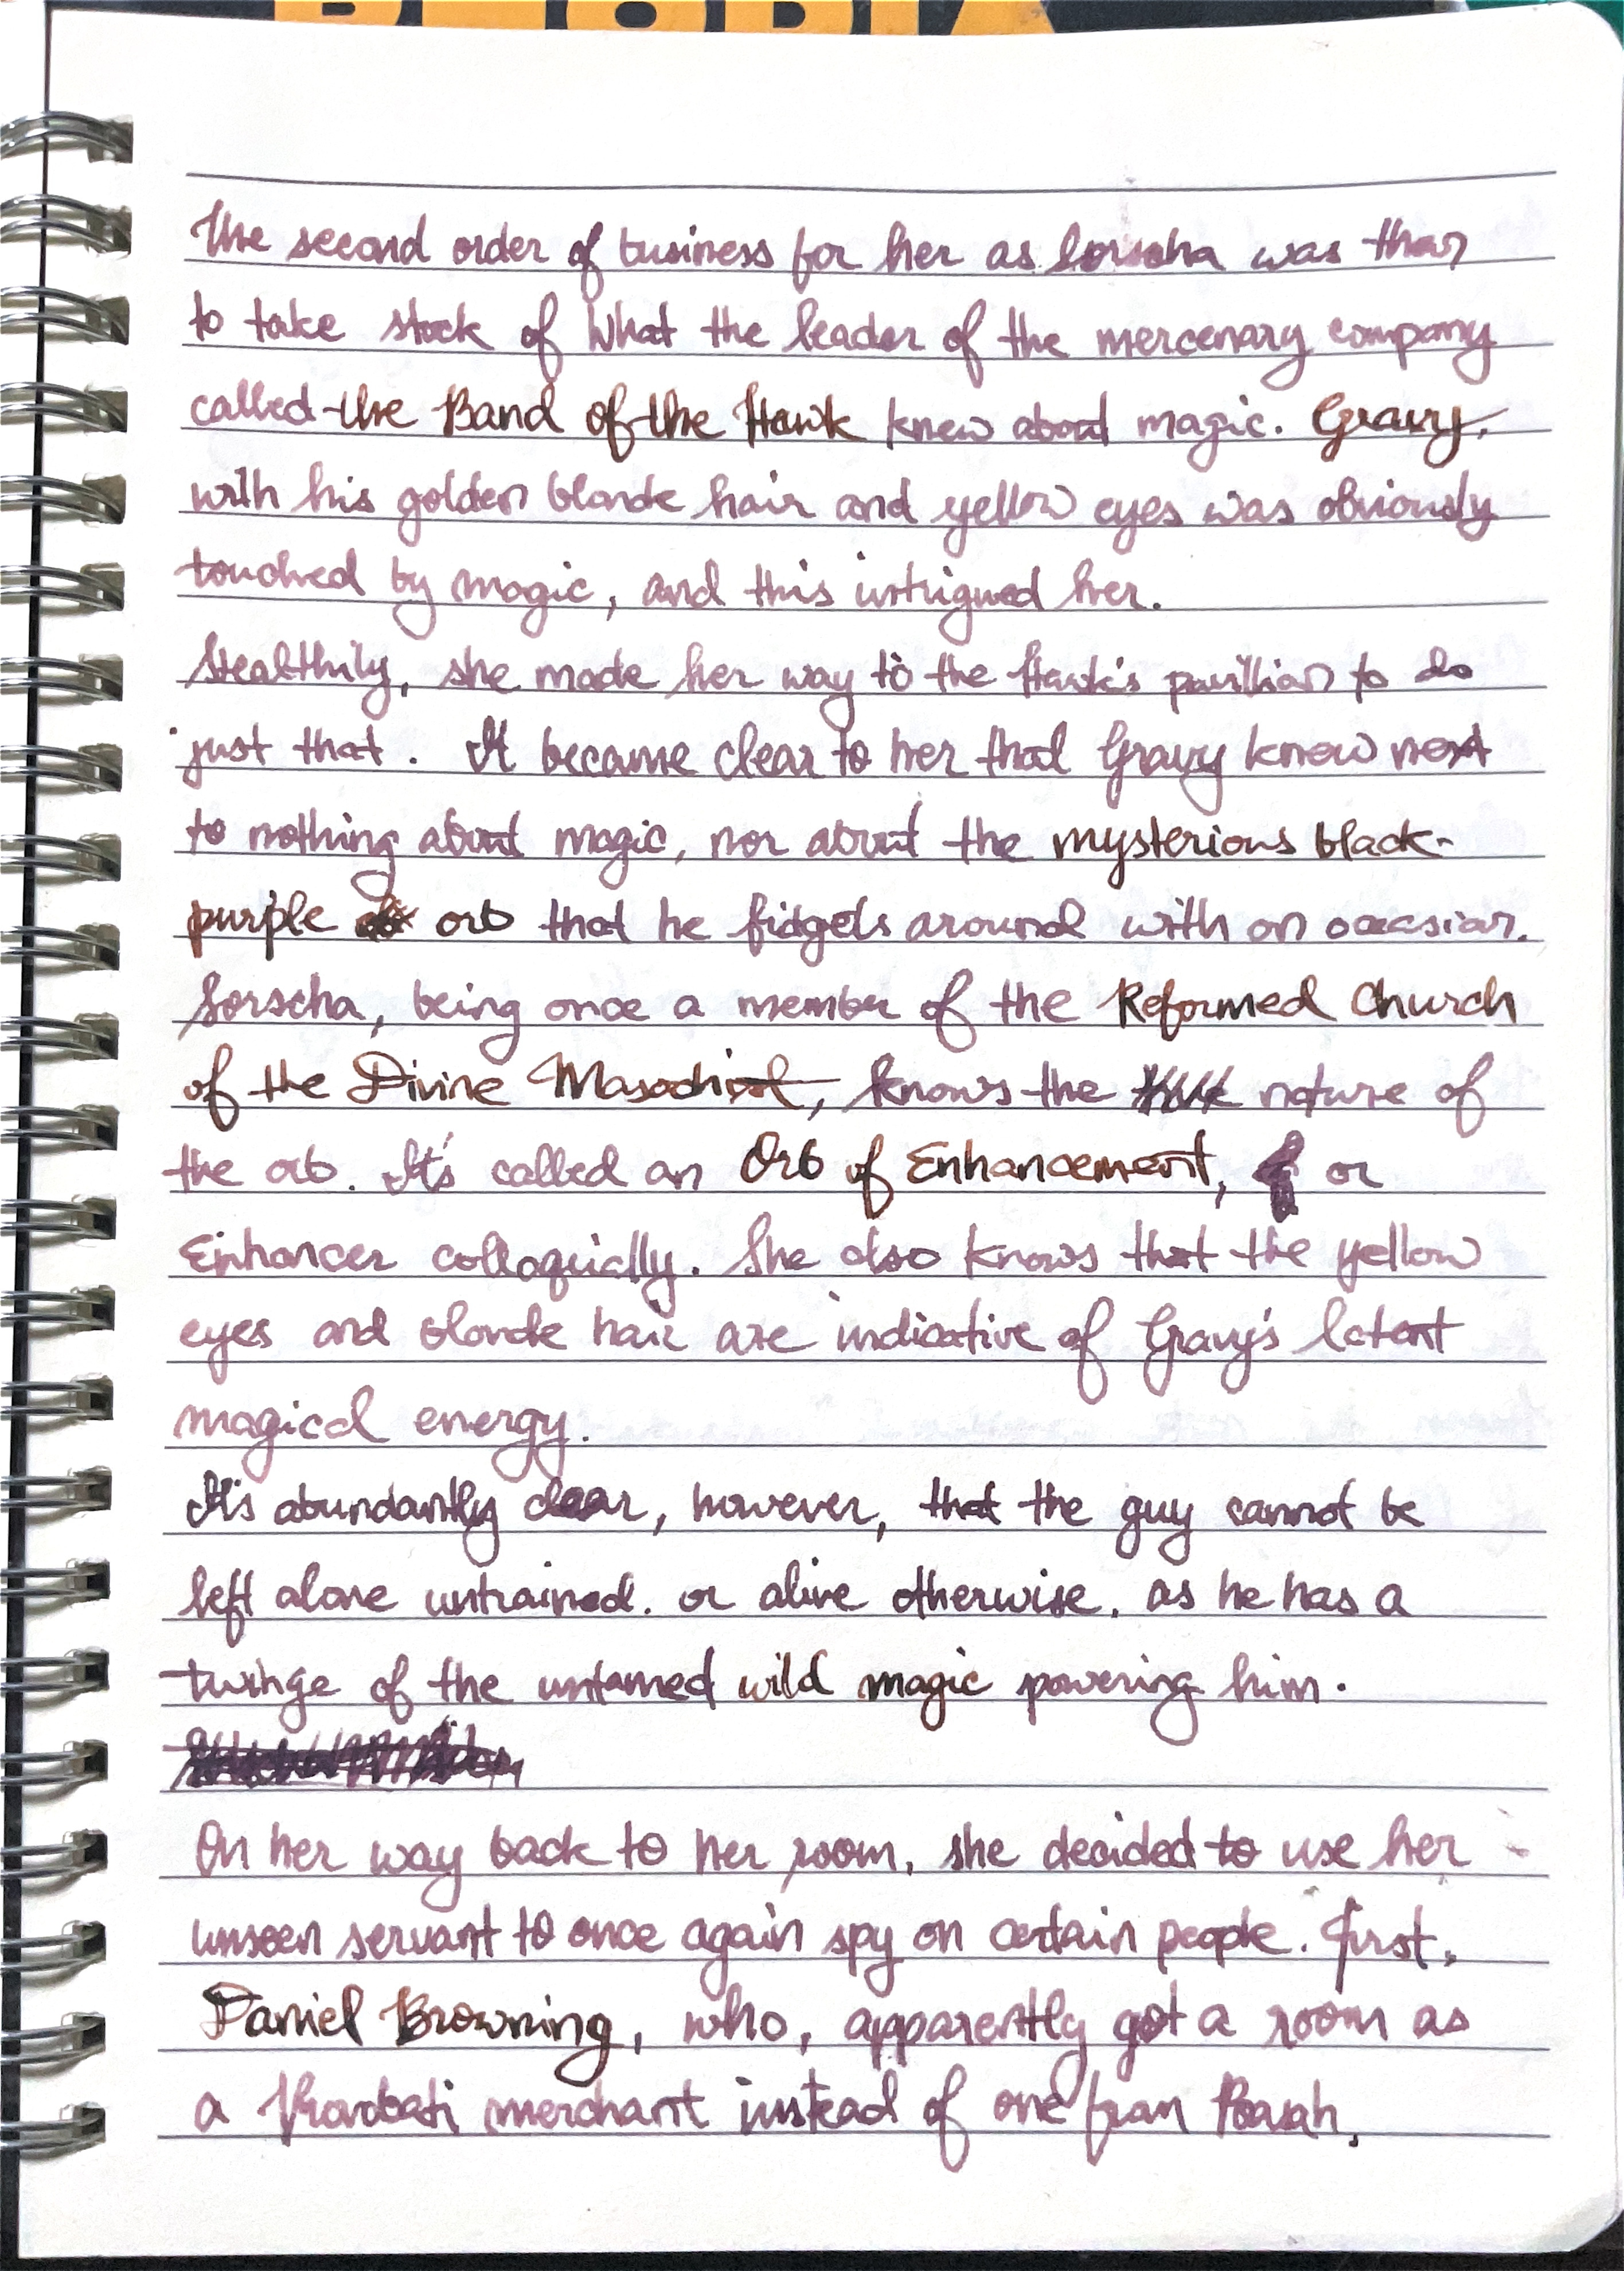 The second order of business for her as Sorscha was then
to take stock of what the leader of the mercenary company
called the Band of the Hawk knew about magic. Gravy,
with his golden blonde hair and yellow eyes was obviously
touched by magic, and this intrigued her.
Stealthily, she made her way to the Hawk's pavillion to do
just that. It became clear to her that Gravy knew next
to nothing about magic, nor about the mysterious black-
purple orb that he fidgets around with on occasion.
Sorscha, being once a member of the Reformed Church
of the Divine Masochist, knows the nature of
the orb. It's called an Orb of Enhancement, or
Enhancer colloquially. She also knows that the yellow
eyes and blonde hair are indicative of Gravy's latent
magical energy.
It's abundantly clear, however, that the guy cannot be
left alone untrained. or alive otherwise. as he has a
twinge of the untamed wild magic powering him.
On her way back to her room, she decided to use her
unseen servant to once again spy on certain people. First,
Daniel Browning, who, apparently got a room as
a merchant instead of one from